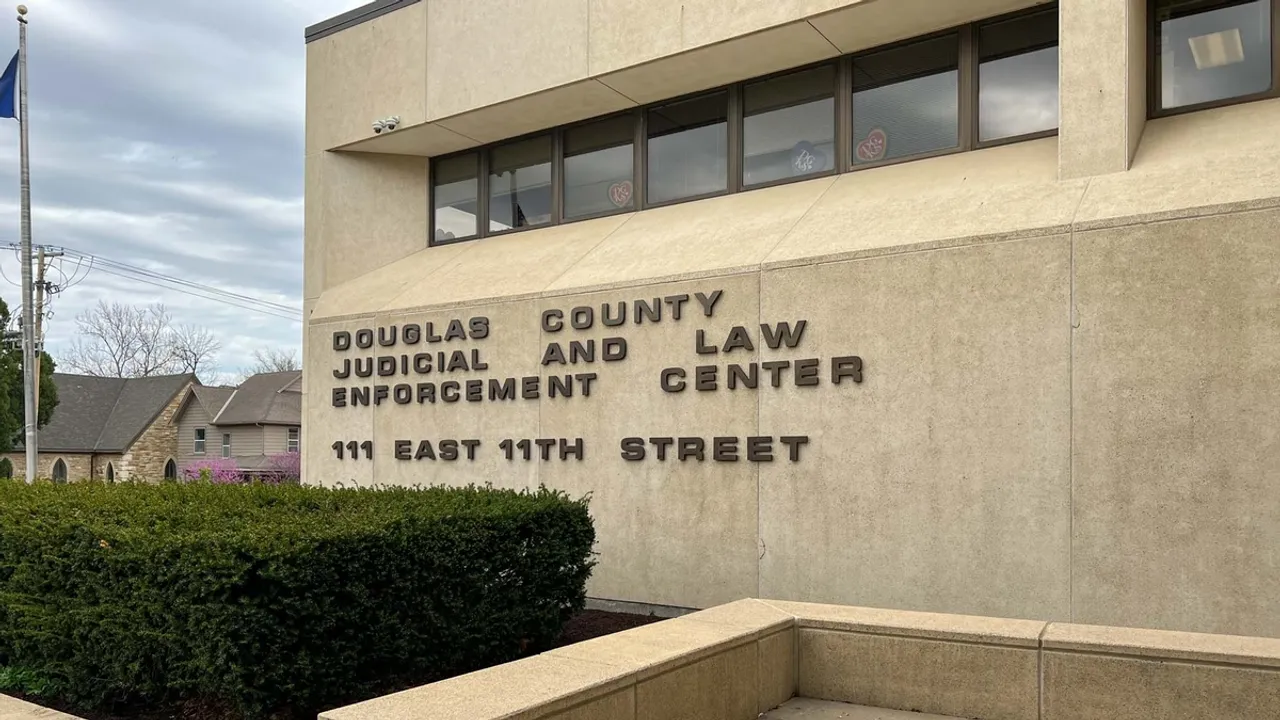 DOUGLAS COUNTY
JUDICIAL AND LAW
ENFORCEMENT CENTER
111 EAST 11TH STREET